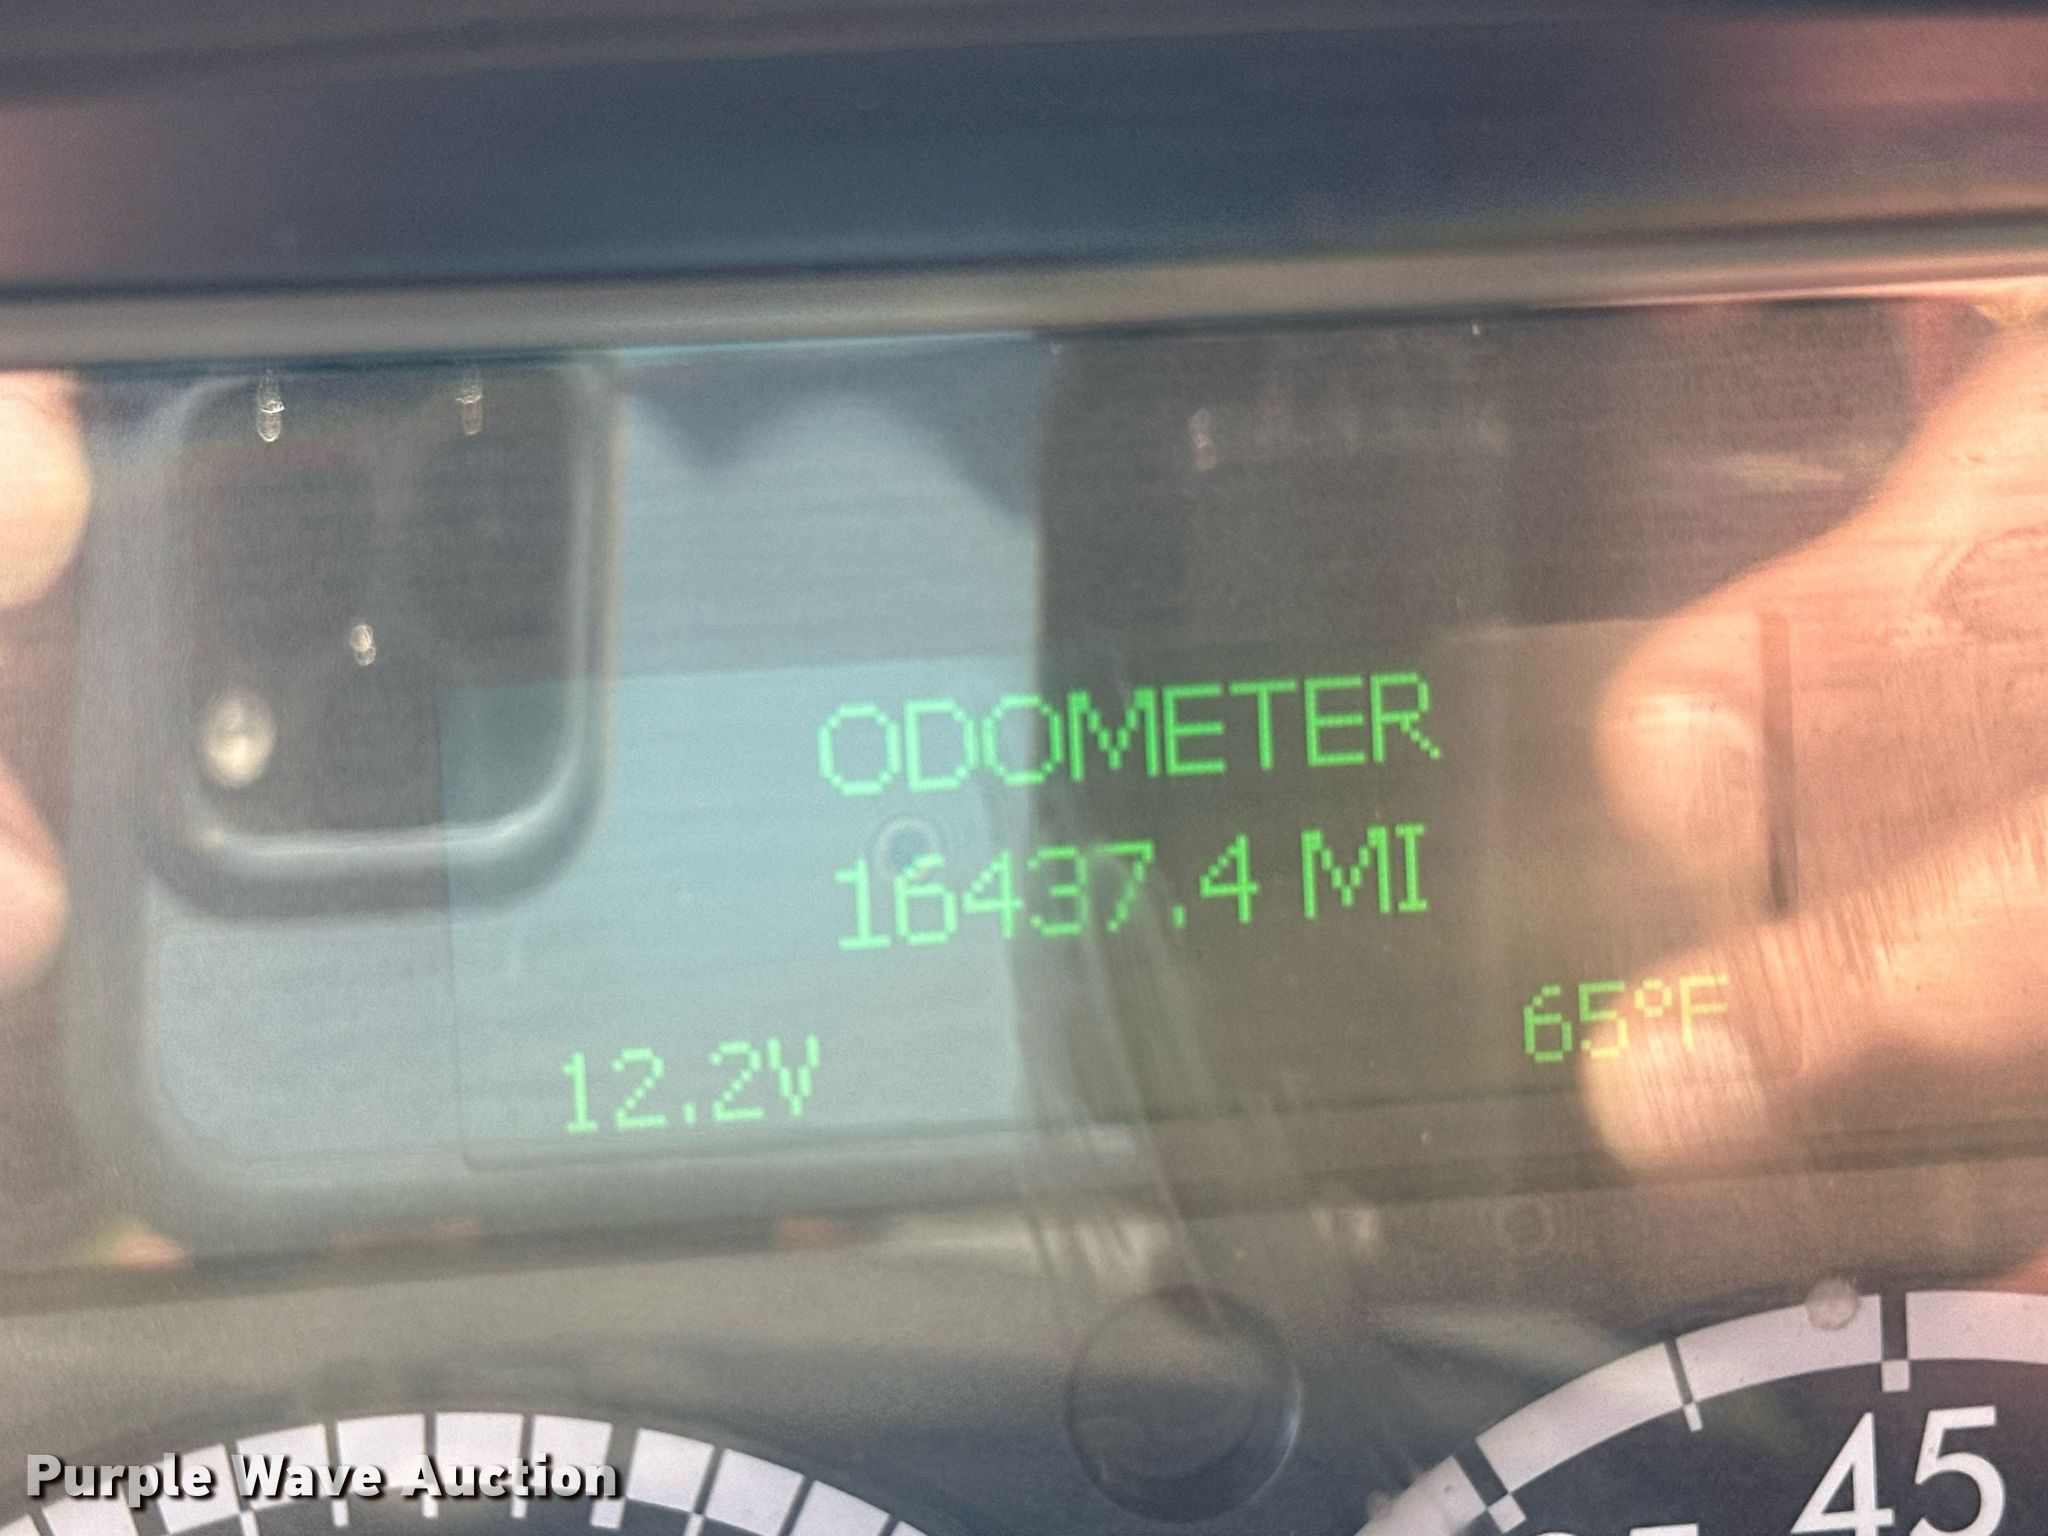 ODOMETER
16437.4 MI
65°F
12.2V
45
Purple Wave Auction